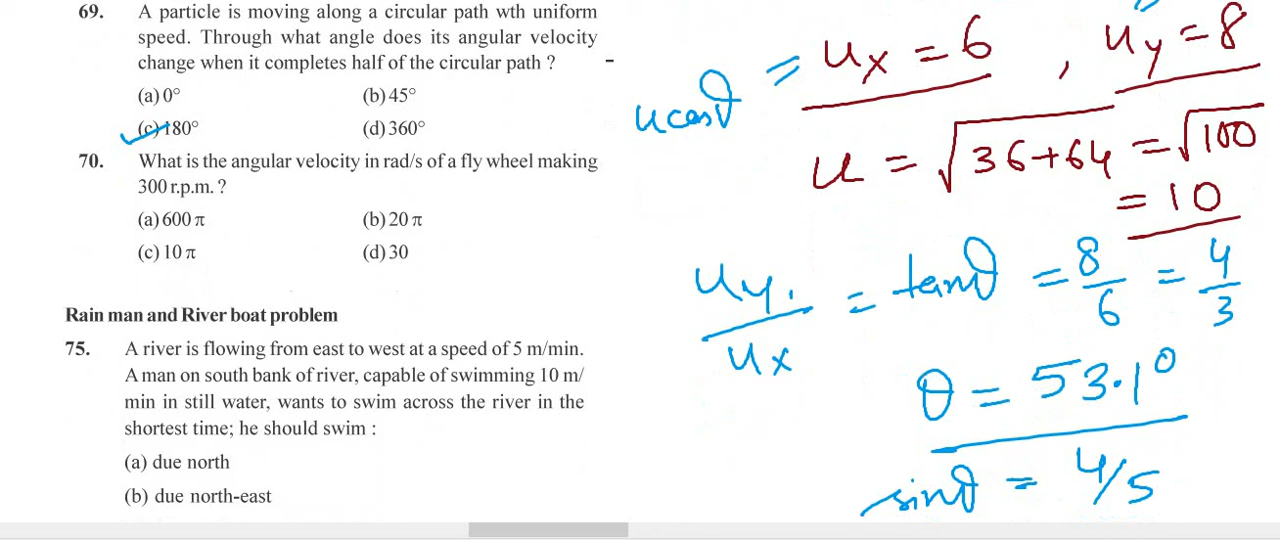 69. A particle is moving along a circular path wth uniform
speed. Through what angle does its angular velocity
change when it completes half of the circular path ?
(a) 0° (b) 45°
(c) 180° (d) 360°
70. What is the angular velocity in rad/s of a fly wheel making
300 r.p.m. ?
(a) 600 π (b) 20 π
(c) 10 π (d) 30
Rain man and River boat problem
75. A river is flowing from east to west at a speed of 5 m/min.
A man on south bank of river, capable of swimming 10 m/
min in still water, wants to swim across the river in the
shortest time; he should swim :
(a) due north
(b) due north-east
ucosθ = ux = 6 , uy = 8
u = √36+64 = √100
= 10
uy/ux = tanθ = 8/6 = 4/3
θ = 53.1°
sinθ = 4/5